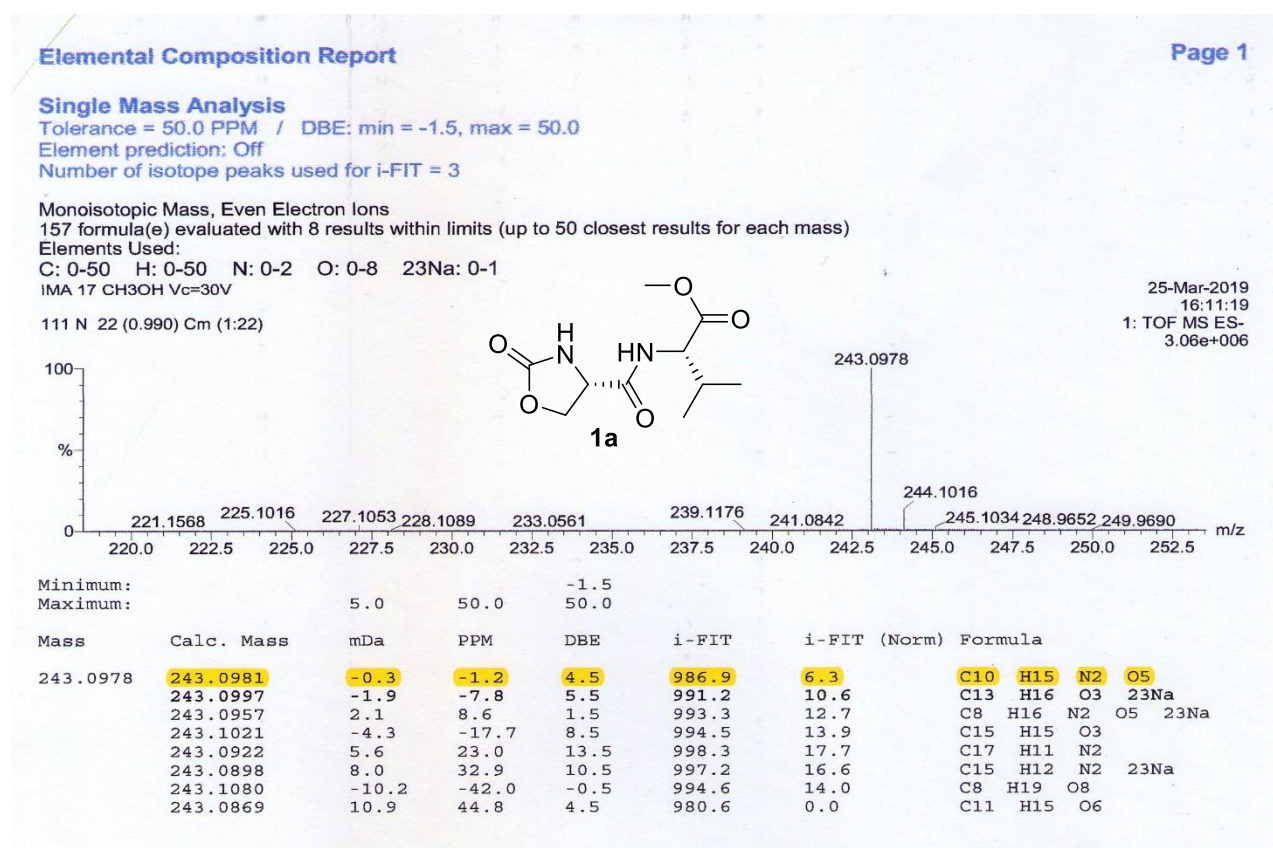 Elemental Composition Report Page 1
Single Mass Analysis
Tolerance = 50.0 PPM / DBE: min = -1.5, max = 50.0
Element prediction: Off
Number of isotope peaks used for i-FIT = 3
Monoisotopic Mass, Even Electron Ions
157 formula(e) evaluated with 8 results within limits (up to 50 closest results for each mass)
Elements Used:
C: 0-50 H: 0-50 N: 0-2 O: 0-8 23Na: 0-1
IMA 17 CH3OH Vc=30V
25-Mar-2019
16:11:19
111 N 22 (0.990) Cm (1:22)
1: TOF MS ES-
3.06e+006
O
O
H
N
HN
O
O
O
1a
100
%
0
243.0978
244.1016
221.1568 225.1016 227.1053 228.1089 233.0561 239.1176 241.0842 245.1034 248.9652 249.9690
m/z
220.0 222.5 225.0 227.5 230.0 232.5 235.0 237.5 240.0 242.5 245.0 247.5 250.0 252.5
Minimum: -1.5
Maximum: 5.0 50.0 50.0
Mass Calc. Mass mDa PPM DBE i-FIT i-FIT (Norm) Formula
243.0978 243.0981 -0.3 -1.2 4.5 986.9 6.3 C10 H15 N2 O5
243.0997 -1.9 -7.8 5.5 991.2 10.6 C13 H16 O3 23Na
243.0957 2.1 8.6 1.5 993.3 12.7 C8 H16 N2 O5 23Na
243.1021 -4.3 -17.7 8.5 994.5 13.9 C15 H15 O3
243.0922 5.6 23.0 13.5 998.3 17.7 C17 H11 N2
243.0898 8.0 32.9 10.5 997.2 16.6 C15 H12 N2 23Na
243.1080 -10.2 -42.0 -0.5 994.6 14.0 C8 H19 O8
243.0869 10.9 44.8 4.5 980.6 0.0 C11 H15 O6